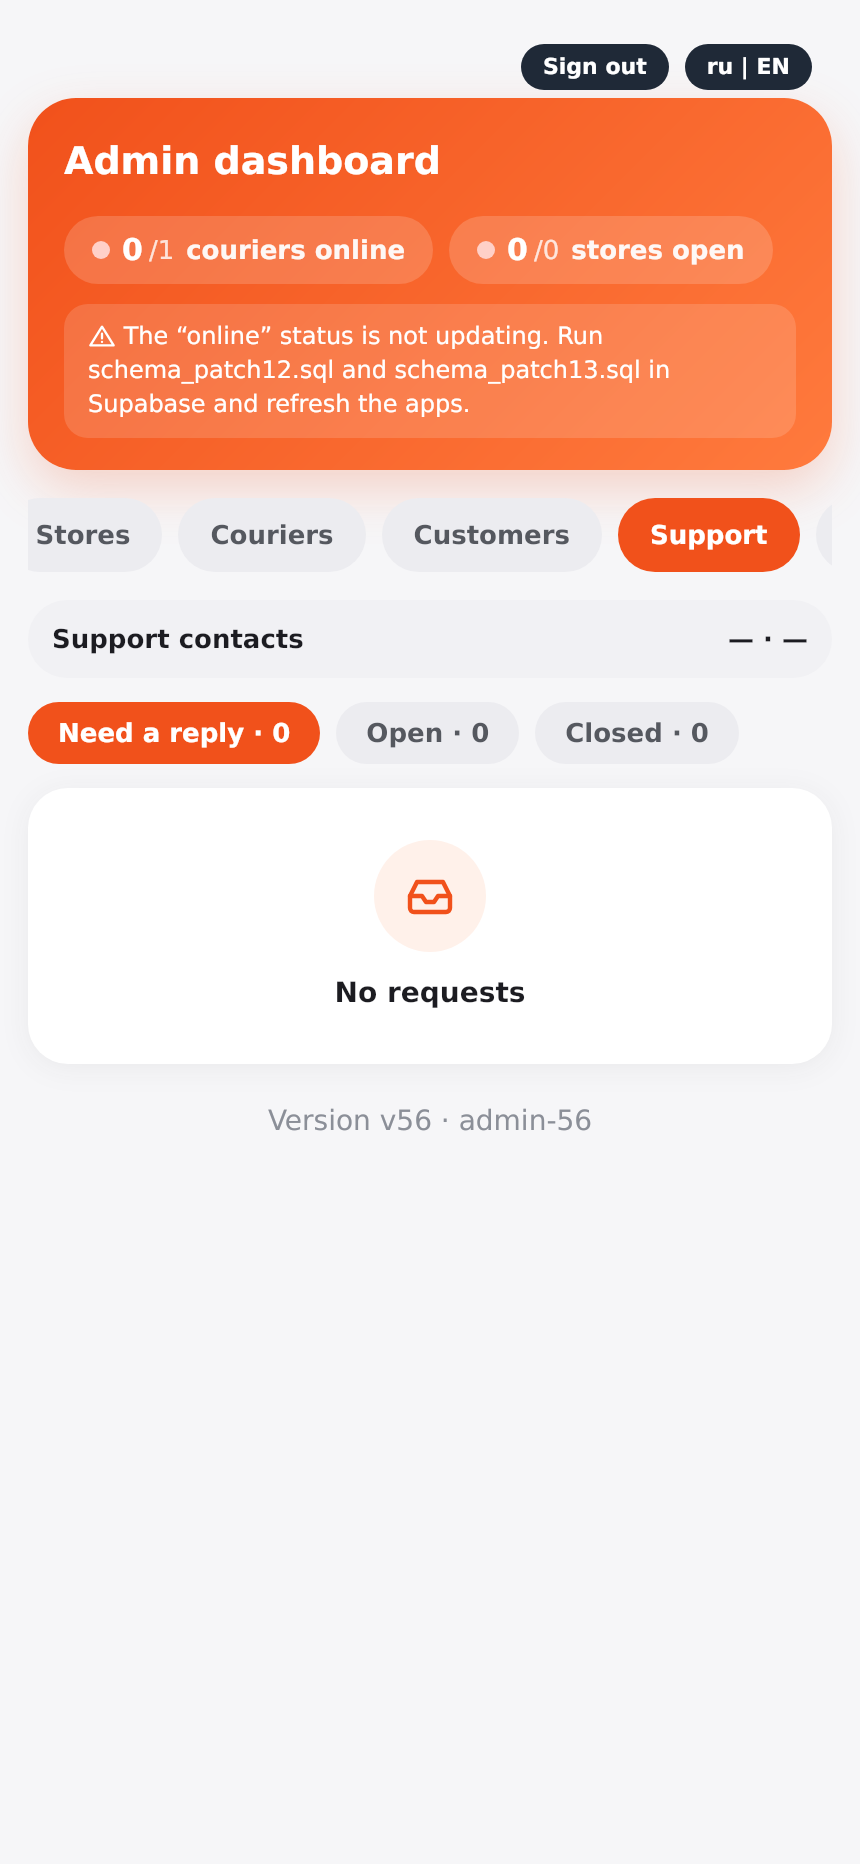 Sign out
ru | EN
Admin dashboard
0 /1 couriers online
0 /0 stores open
The “online” status is not updating. Run
schema_patch12.sql and schema_patch13.sql in
Supabase and refresh the apps.
Stores
Couriers
Customers
Support
Support contacts
— · —
Need a reply · 0
Open · 0
Closed · 0
No requests
Version v56 · admin-56